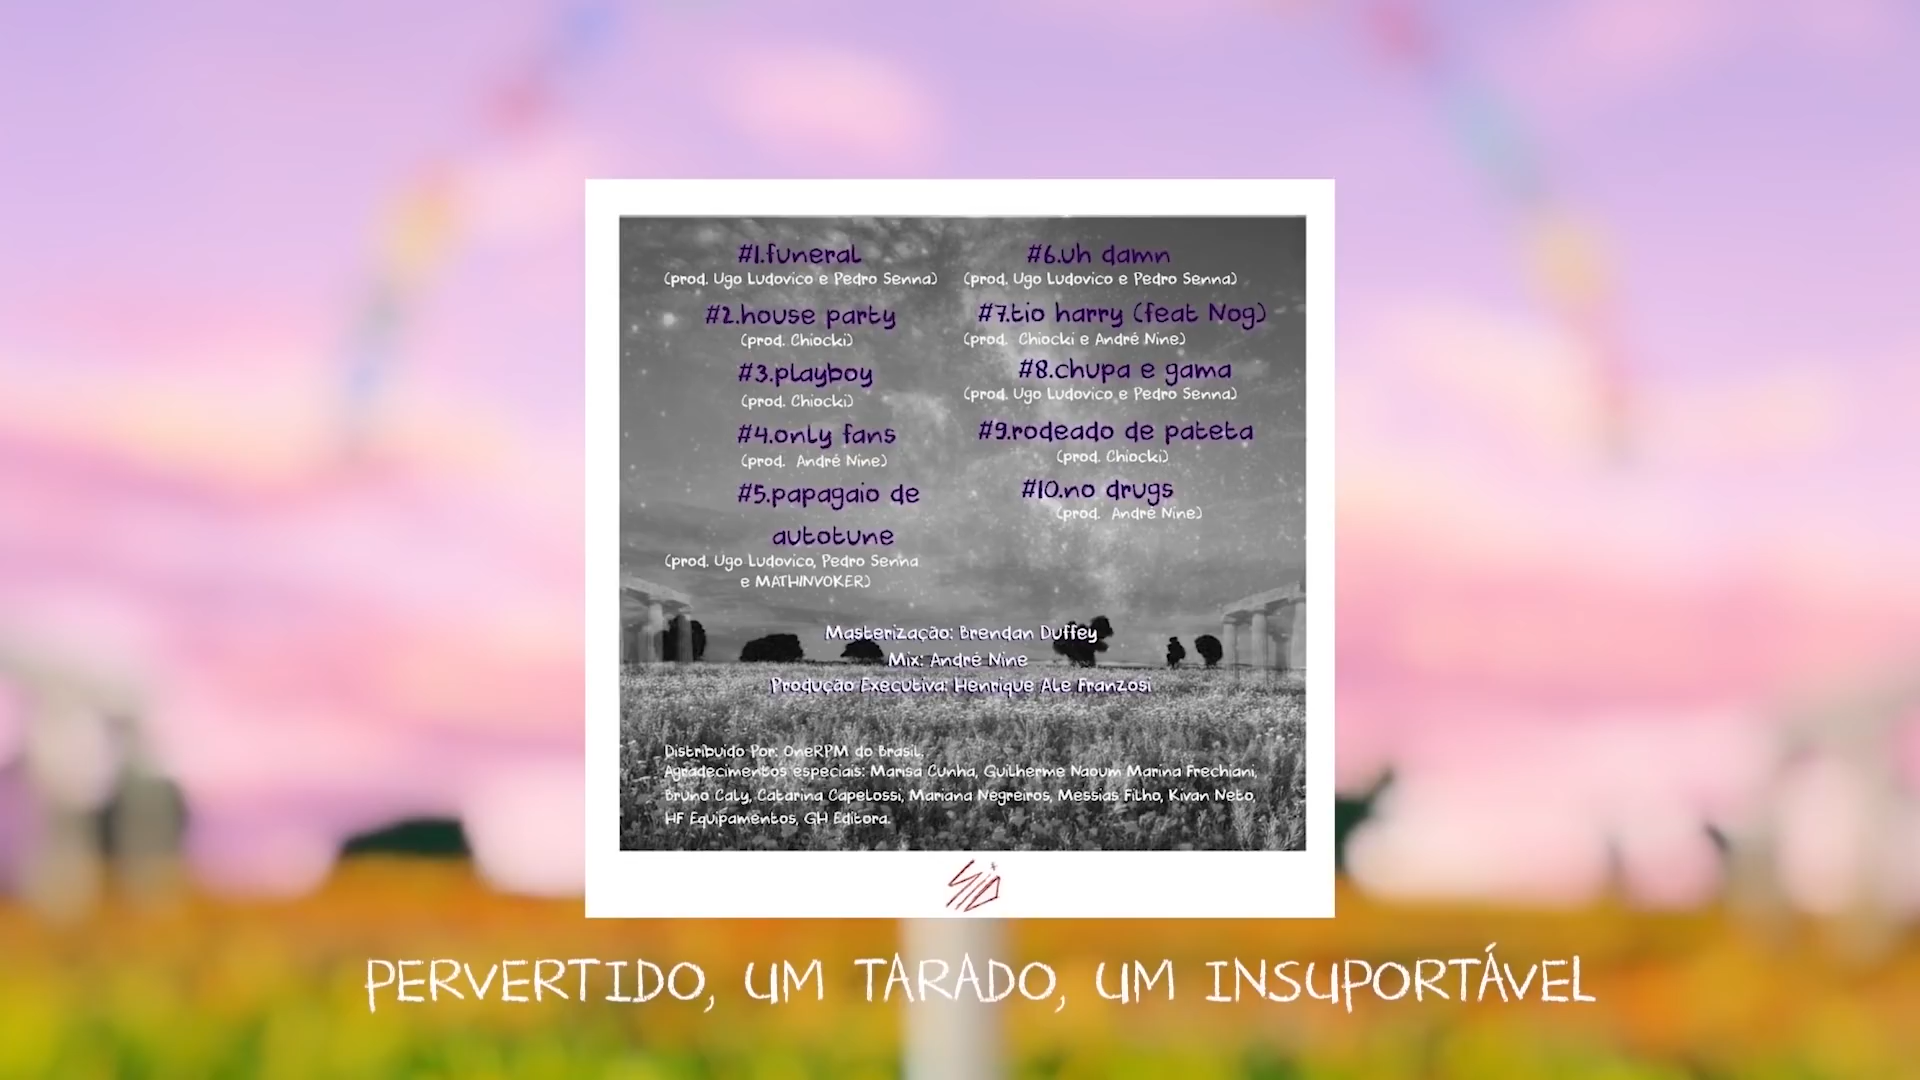 #1.funeral
(prod. Ugo Ludovico e Pedro Senna)
#2.house party
(prod. Chiocki)
#3.playboy
(prod. Chiocki)
#4.only fans
(prod. André Nine)
#5.papagaio de
autotune
(prod. Ugo Ludovico, Pedro Senna
e MATHINVOKER)
#6.uh damn
(prod. Ugo Ludovico e Pedro Senna)
#7.tio harry (feat Nog)
(prod. Chiocki e André Nine)
#8.chupa e gama
(prod. Ugo Ludovico e Pedro Senna)
#9.rodeado de pateta
(prod. Chiocki)
#10.no drugs
(prod. André Nine)
Masterização: Brendan Duffey
Mix: André Nine
Produção Executiva: Henrique Ale Franzosi
Distribuido Por: OneRPM do Brasil.
Agradecimentos especiais: Marisa Cunha, Guilherme Naoum Marina Frechiani,
Bruno Caly, Catarina Capelossi, Mariana Negreiros, Messias Filho, Kivan Neto,
HF Equipamentos, GH Editora.
SID
PERVERTIDO, UM TARADO, UM INSUPORTÁVEL